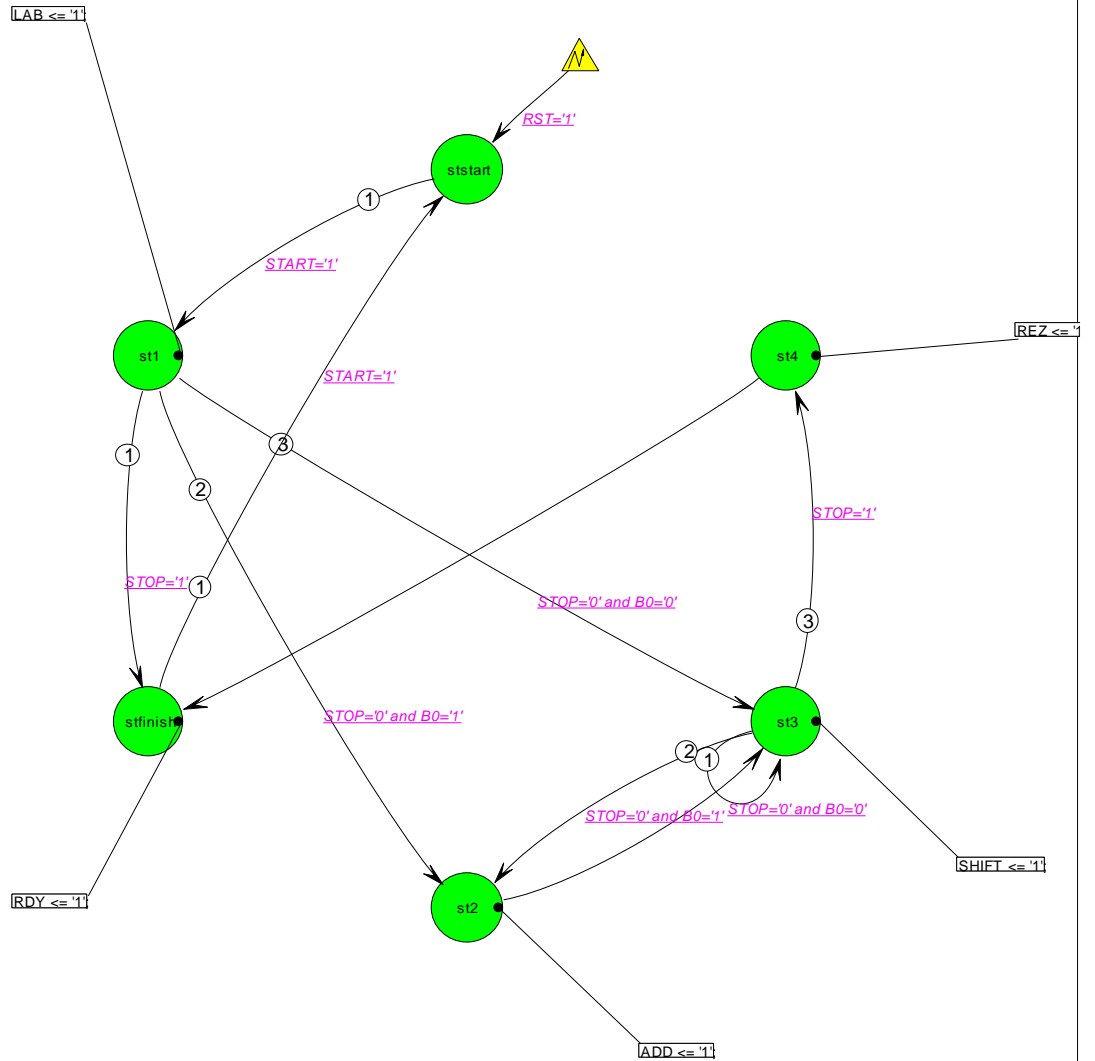 LAB <= '1';
RST='1'
ststart
1
START='1'
REZ <= '1
st1
st4
START='1'
3
1
2
STOP='1'
STOP='1'
1
STOP='0' and B0='0'
3
stfinish
STOP='0' and B0='1'
st3
2
1
STOP='0' and B0='1'
STOP='0' and B0='0'
SHIFT <= '1';
RDY <= '1';
st2
ADD <= '1';